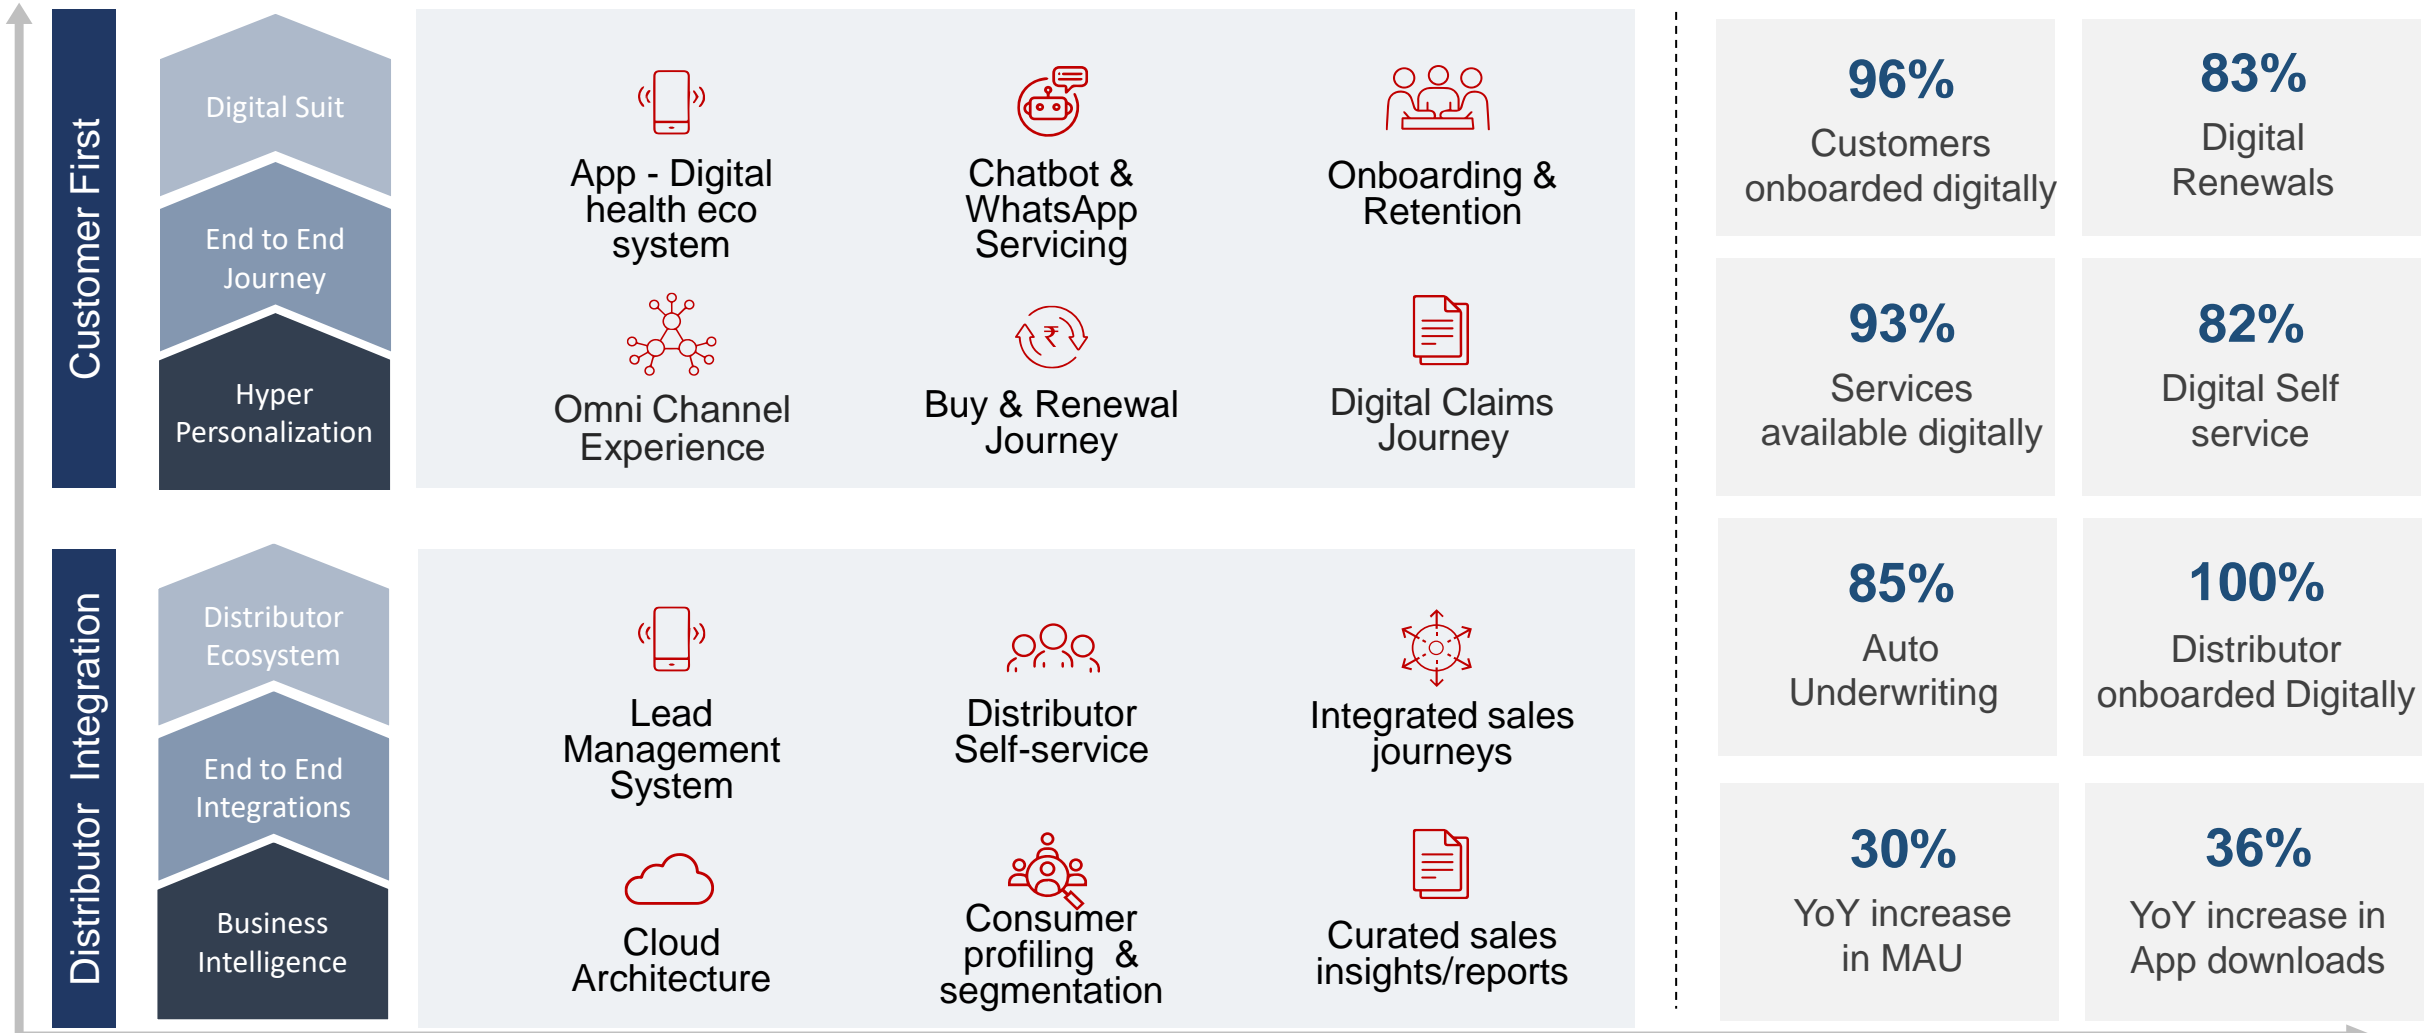 Customer First
Digital Suit
End to End
Journey
Hyper
Personalization
App - Digital
health eco
system
Chatbot &
WhatsApp
Servicing
Onboarding &
Retention
Omni Channel
Experience
₹
Buy & Renewal
Journey
Digital Claims
Journey
96%
Customers
onboarded digitally
83%
Digital
Renewals
93%
Services
available digitally
82%
Digital Self
service
Distributor Integration
Distributor
Ecosystem
End to End
Integrations
Business
Intelligence
Lead
Management
System
Distributor
Self-service
Integrated sales
journeys
Cloud
Architecture
Consumer
profiling &
segmentation
Curated sales
insights/reports
85%
Auto
Underwriting
100%
Distributor
onboarded Digitally
30%
YoY increase
in MAU
36%
YoY increase in
App downloads